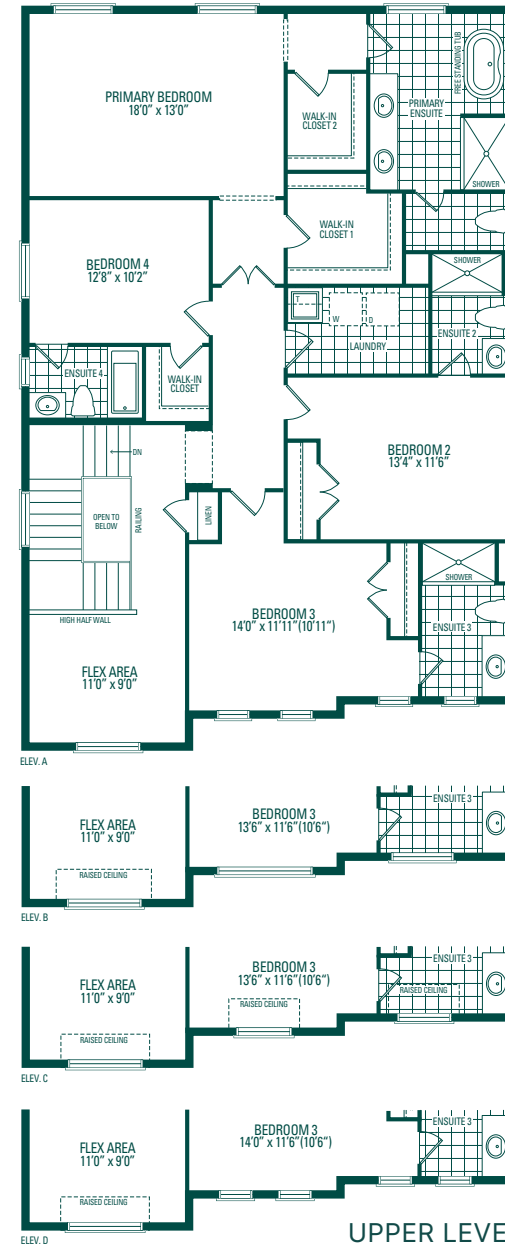 PRIMARY BEDROOM
18'0" x 13'0"
WALK-IN
CLOSET 2
FREE STANDING TUB
PRIMARY
ENSUITE
SHOWER
WALK-IN
CLOSET 1
BEDROOM 4
12'8" x 10'2"
SHOWER
T
W
D
LAUNDRY
ENSUITE 2
ENSUITE 4
WALK-IN
CLOSET
BEDROOM 2
13'4" x 11'6"
DN
OPEN TO
BELOW
RAILING
LINEN
SHOWER
HIGH HALF WALL
BEDROOM 3
14'0" x 11'11"(10'11")
ENSUITE 3
FLEX AREA
11'0" x 9'0"
ELEV. A
FLEX AREA
11'0" x 9'0"
RAISED CEILING
BEDROOM 3
13'6" x 11'6"(10'6")
ENSUITE 3
ELEV. B
FLEX AREA
11'0" x 9'0"
RAISED CEILING
BEDROOM 3
13'6" x 11'6"(10'6")
RAISED CEILING
ENSUITE 3
RAISED CEILING
ELEV. C
FLEX AREA
11'0" x 9'0"
RAISED CEILING
BEDROOM 3
14'0" x 11'6"(10'6")
ENSUITE 3
ELEV. D
UPPER LEVE